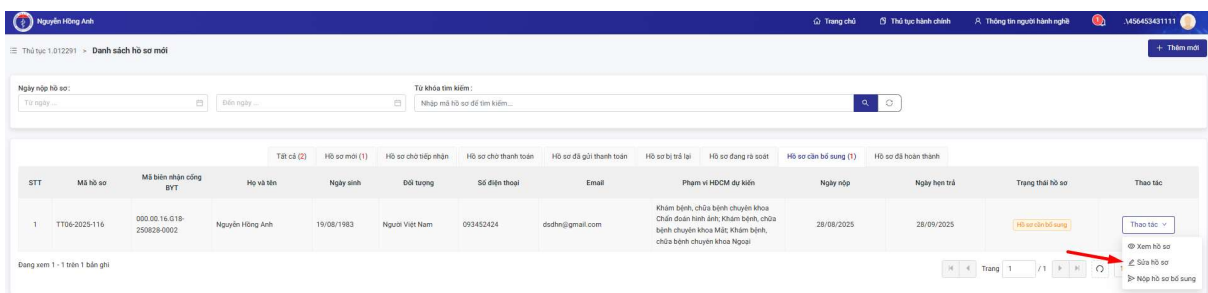 Nguyễn Hồng Anh
Trang chủ
Thủ tục hành chính
Thông tin người hành nghề
1
.\456453431111
Thủ tục 1.012291 > Danh sách hồ sơ mới
+ Thêm mới
Ngày nộp hồ sơ:
Từ khóa tìm kiếm:
Từ ngày ...
Đến ngày ...
Nhập mã hồ sơ để tìm kiếm...
Tất cả (2)
Hồ sơ mới (1)
Hồ sơ chờ tiếp nhận
Hồ sơ chờ thanh toán
Hồ sơ đã gửi thanh toán
Hồ sơ bị trả lại
Hồ sơ đang rà soát
Hồ sơ cần bổ sung (1)
Hồ sơ đã hoàn thành
STT
Mã hồ sơ
Mã biên nhận cổng
BYT
Họ và tên
Ngày sinh
Đối tượng
Số điện thoại
Email
Phạm vi HĐCM dự kiến
Ngày nộp
Ngày hẹn trả
Trạng thái hồ sơ
Thao tác
1
TT06-2025-116
000.00.16.G18-
250828-0002
Nguyễn Hồng Anh
19/08/1983
Người Việt Nam
093452424
dsdhn@gmail.com
Khám bệnh, chữa bệnh chuyên khoa
Chẩn đoán hình ảnh; Khám bệnh, chữa
bệnh chuyên khoa Mắt; Khám bệnh,
chữa bệnh chuyên khoa Ngoại
28/08/2025
28/09/2025
Hồ sơ cần bổ sung
Thao tác
Xem hồ sơ
Sửa hồ sơ
Nộp hồ sơ bổ sung
Đang xem 1 - 1 trên 1 bản ghi
Trang 1 / 1